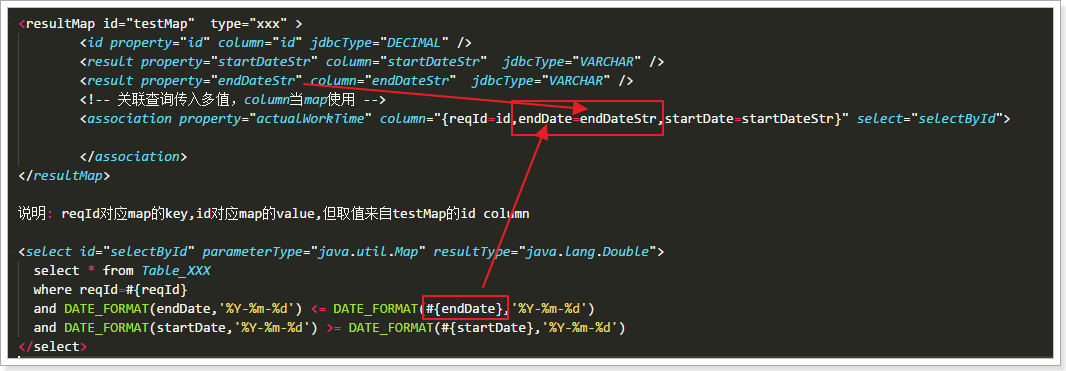 <resultMap id="testMap"  type="xxx" >
<id property="id" column="id" jdbcType="DECIMAL" />
<result property="startDateStr" column="startDateStr"  jdbcType="VARCHAR" />
<result property="endDateStr" column="endDateStr"  jdbcType="VARCHAR" />
<!-- 关联查询传入多值，column当map使用 -->
<association property="actualWorkTime" column="{reqId=id,endDate=endDateStr,startDate=startDateStr}" select="selectById">
</association>
</resultMap>
说明: reqId对应map的key,id对应map的value,但取值来自testMap的id column
<select id="selectById" parameterType="java.util.Map" resultType="java.lang.Double">
select * from Table_XXX
where reqId=#{reqId}
and DATE_FORMAT(endDate,'%Y-%m-%d') <= DATE_FORMAT(#{endDate},'%Y-%m-%d')
and DATE_FORMAT(startDate,'%Y-%m-%d') >= DATE_FORMAT(#{startDate},'%Y-%m-%d')
</select>